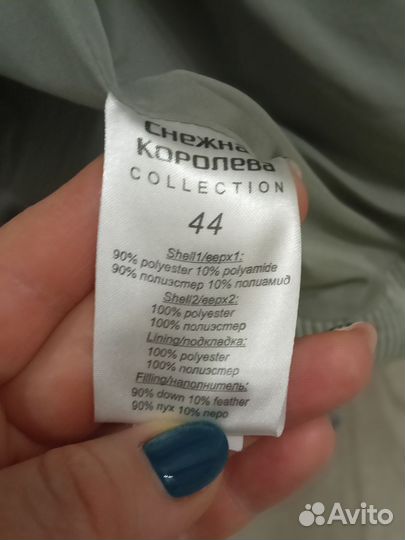 Снежна
Королева
COLLECTION
44
Shell1/верх1:
90% polyester 10% polyamide
90% полиэстер 10% полиамид
Shell2/верх2:
100% polyester
100% полиэстер
Lining/подкладка:
100% polyester
100% полиэстер
Filling/наполнитель:
90% down 10% feather
90% пух 10% перо
Avito